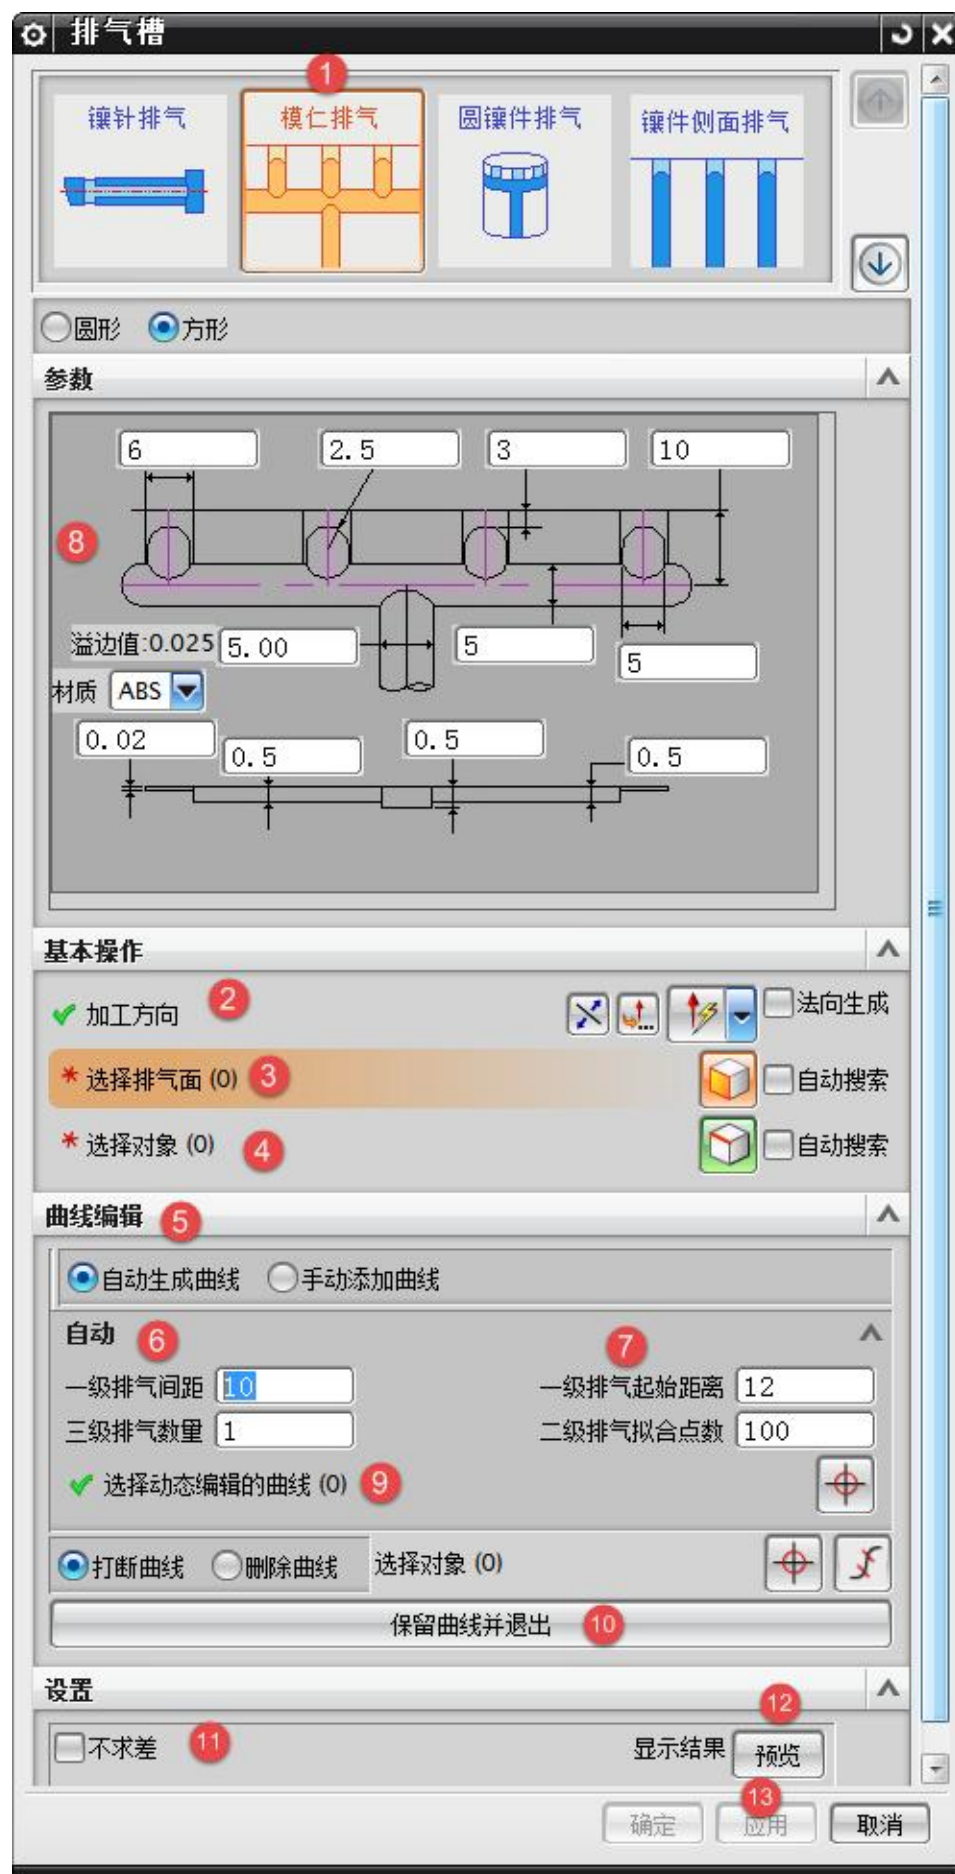 排气槽
1
镶针排气 模仁排气 圆镶件排气 镶件侧面排气
圆形 方形
参数
6 2.5 3 10
8
溢边值:0.025 5.00 5 5
材质 ABS
0.02 0.5 0.5 0.5
基本操作
加工方向 2 法向生成
* 选择排气面 (0) 3 自动搜索
* 选择对象 (0) 4 自动搜索
曲线编辑 5
自动生成曲线 手动添加曲线
自动 6 7
一级排气间距 10 一级排气起始距离 12
三级排气数量 1 二级排气拟合点数 100
选择动态编辑的曲线 (0) 9
打断曲线 删除曲线 选择对象 (0)
保留曲线并退出 10
设置
12
不求差 11 显示结果 预览
13
确定 应用 取消